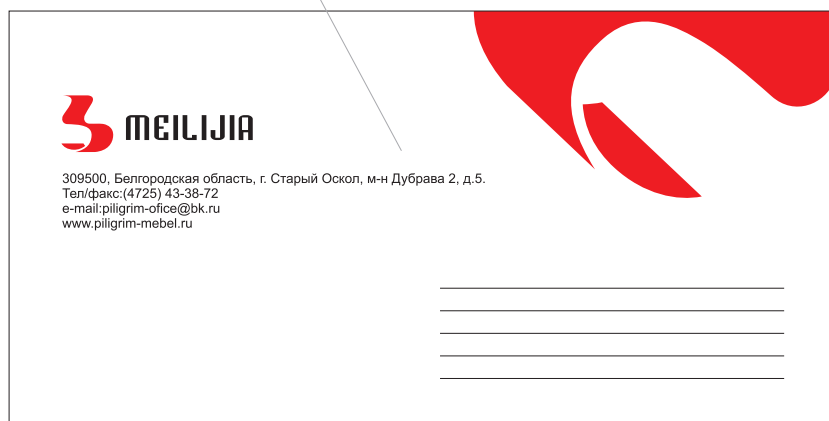 MEILIJIA
309500, Белгородская область, г. Старый Оскол, м-н Дубрава 2, д.5.
Тел/факс:(4725) 43-38-72
e-mail:piligrim-ofice@bk.ru
www.piligrim-mebel.ru